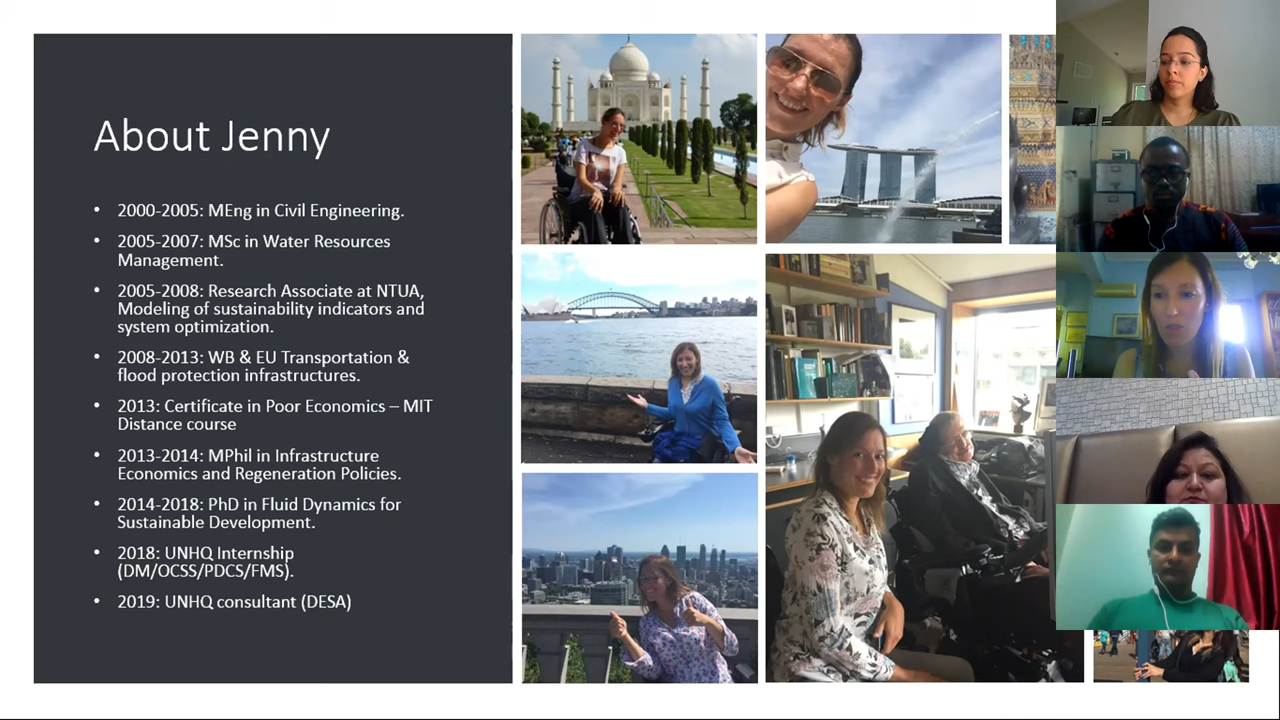 About Jenny
• 2000-2005: MEng in Civil Engineering.
• 2005-2007: MSc in Water Resources
Management.
• 2005-2008: Research Associate at NTUA,
Modeling of sustainability indicators and
system optimization.
• 2008-2013: WB & EU Transportation &
flood protection infrastructures.
• 2013: Certificate in Poor Economics – MIT
Distance course
• 2013-2014: MPhil in Infrastructure
Economics and Regeneration Policies.
• 2014-2018: PhD in Fluid Dynamics for
Sustainable Development.
• 2018: UNHQ Internship
(DM/OCSS/PDCS/FMS).
• 2019: UNHQ consultant (DESA)